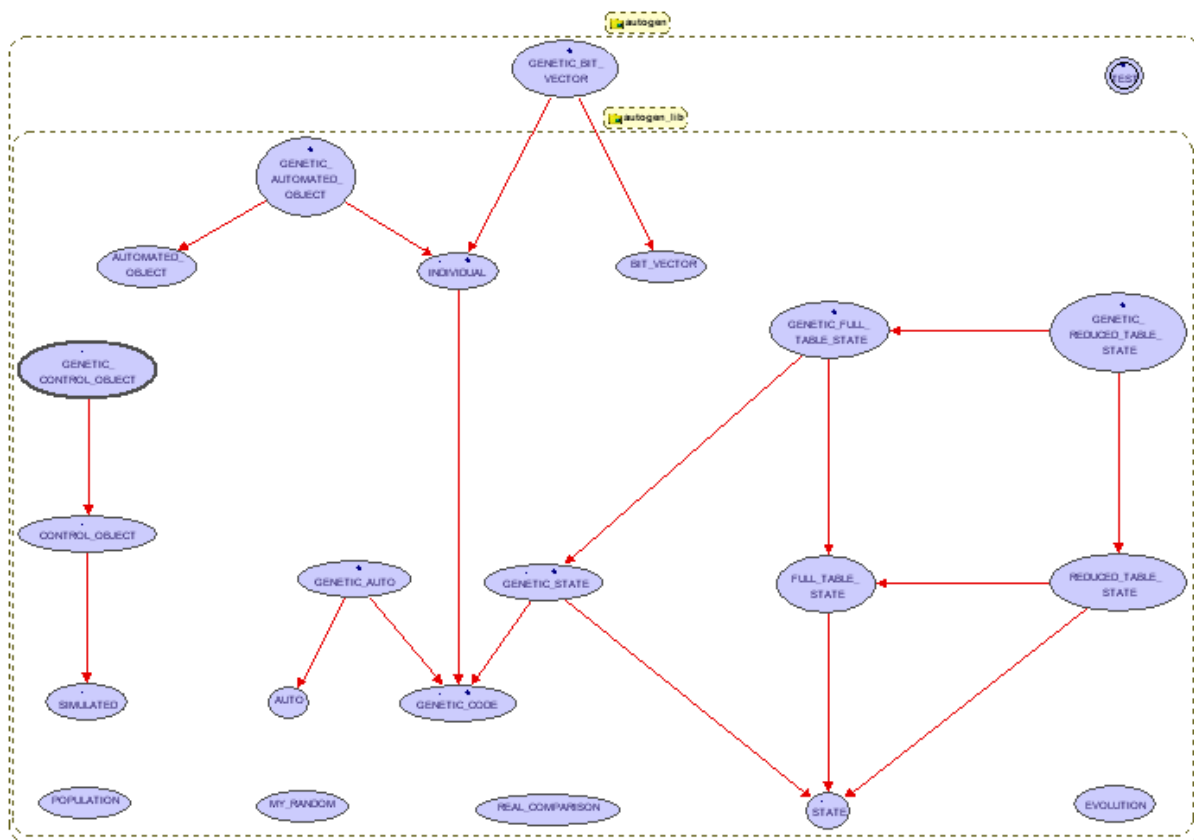 autogen
GENETIC_BIT_
VECTOR
TEST
autogen_lib
GENETIC_
AUTOMATED_
OBJECT
AUTOMATED_
OBJECT
INDIVIDUAL
BIT_VECTOR
GENETIC_FULL_
TABLE_STATE
GENETIC_
REDUCED_TABLE_
STATE
GENETIC_
CONTROL_OBJECT
CONTROL_OBJECT
GENETIC_AUTO
GENETIC_STATE
FULL_TABLE_
STATE
REDUCED_TABLE_
STATE
SIMULATED
AUTO
GENETIC_CODE
POPULATION
MY_RANDOM
REAL_COMPARISON
STATE
EVOLUTION